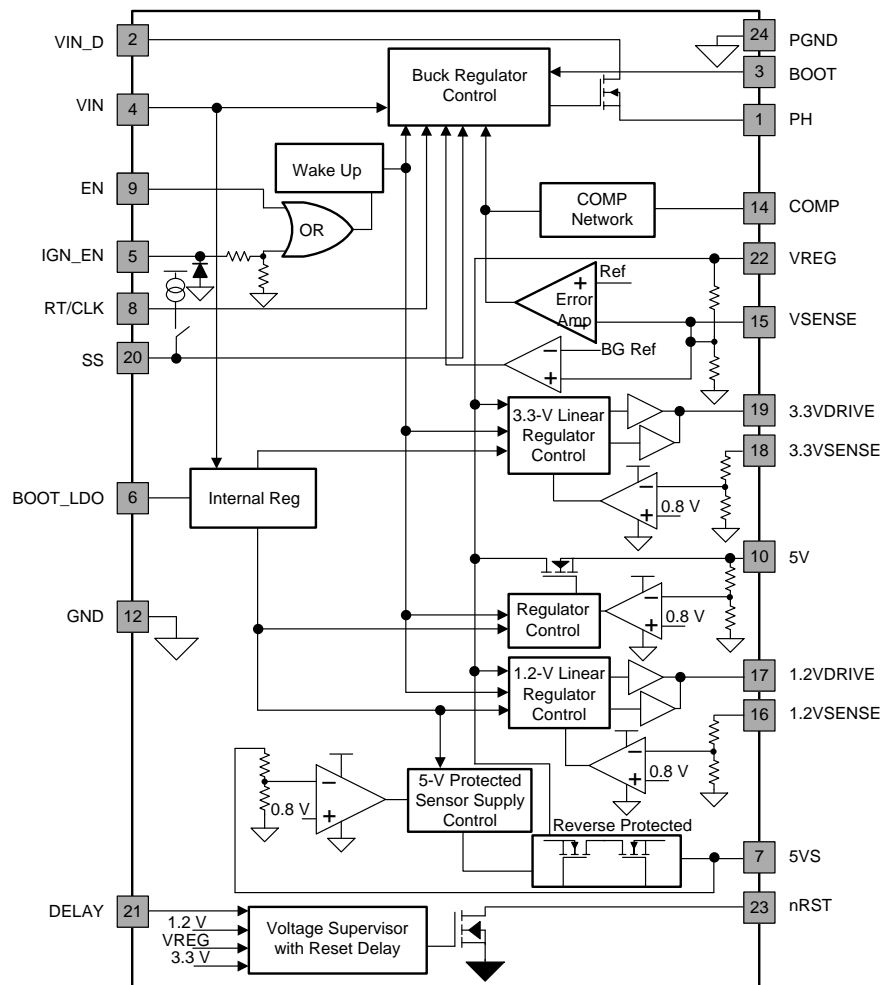 VIN_D
2
24
PGND
Buck Regulator
Control
3
BOOT
VIN
4
1
PH
EN
9
Wake Up
OR
COMP
Network
14
COMP
IGN_EN
5
22
VREG
Ref
+
Error
Amp
−
RT/CLK
8
15
VSENSE
SS
20
−
BG Ref
+
3.3-V Linear
Regulator
Control
19
3.3VDRIVE
18
3.3VSENSE
−
+
0.8 V
BOOT_LDO
6
Internal Reg
10
5V
GND
12
Regulator
Control
−
+
0.8 V
1.2-V Linear
Regulator
Control
17
1.2VDRIVE
16
1.2VSENSE
−
+
0.8 V
−
0.8 V
+
5-V Protected
Sensor Supply
Control
Reverse Protected
7
5VS
DELAY
21
23
nRST
1.2 V
VREG
3.3 V
Voltage Supervisor
with Reset Delay